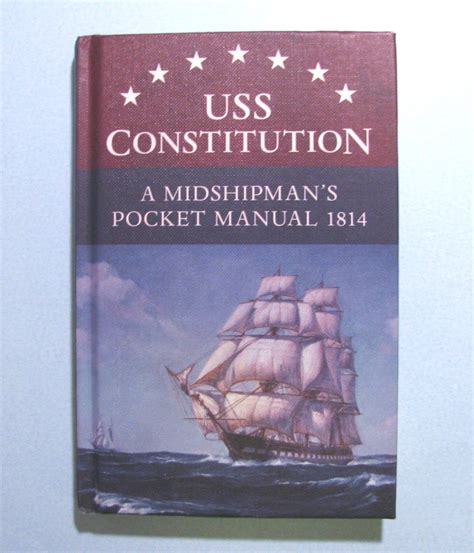 USS
CONSTITUTION
A MIDSHIPMAN'S
POCKET MANUAL 1814